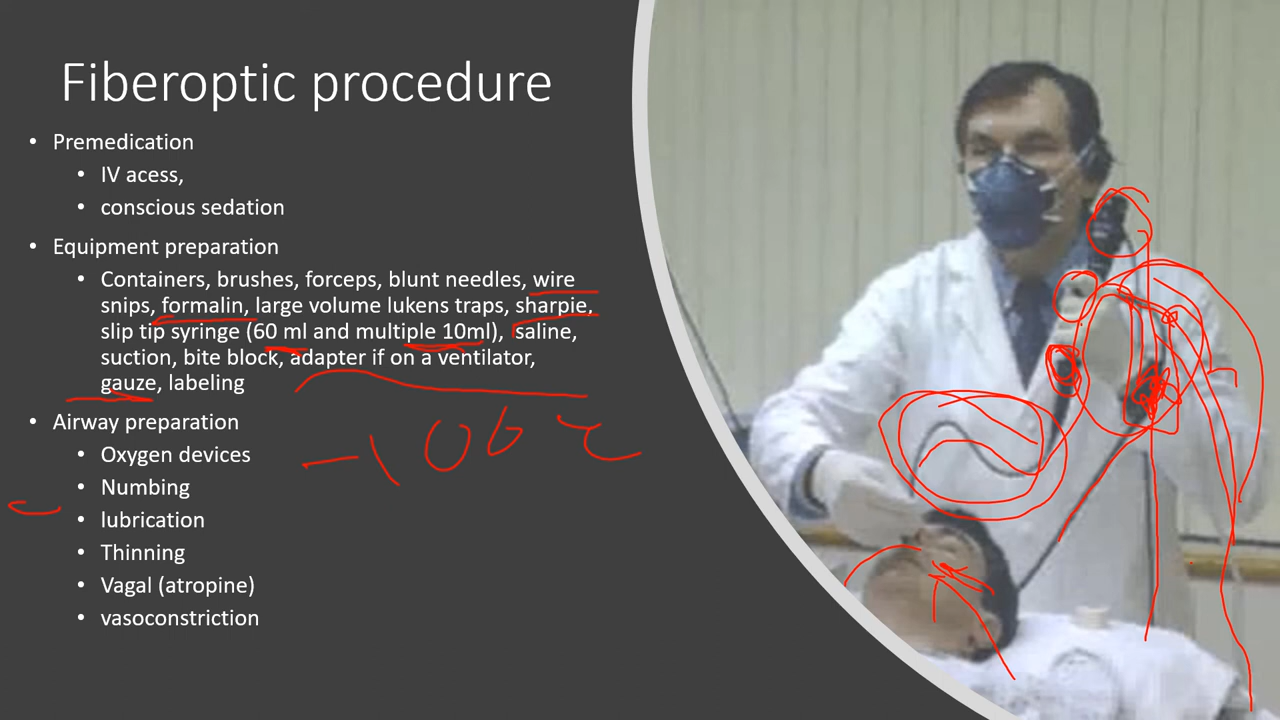 Fiberoptic procedure
• Premedication
• IV acess,
• conscious sedation
• Equipment preparation
• Containers, brushes, forceps, blunt needles, wire
snips, formalin, large volume lukens traps, sharpie,
slip tip syringe (60 ml and multiple 10ml), saline,
suction, bite block, adapter if on a ventilator,
gauze, labeling
• Airway preparation
• Oxygen devices
• Numbing
• lubrication
• Thinning
• Vagal (atropine)
• vasoconstriction